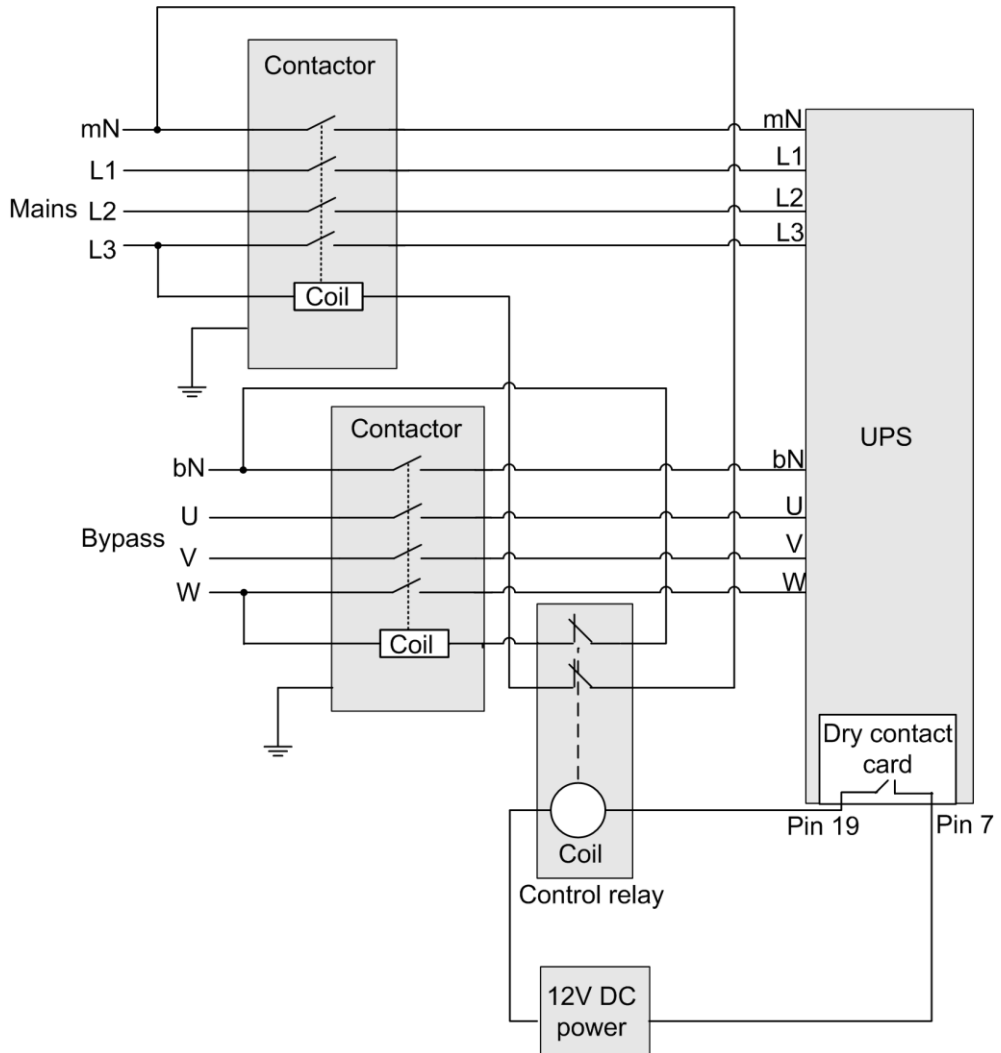 Contactor
mN
mN
L1
L1
Mains
L2
L2
L3
L3
Coil
Contactor
UPS
bN
bN
U
U
Bypass
V
V
W
W
Coil
Dry contact
card
Pin 19
Pin 7
Coil
Control relay
12V DC
power